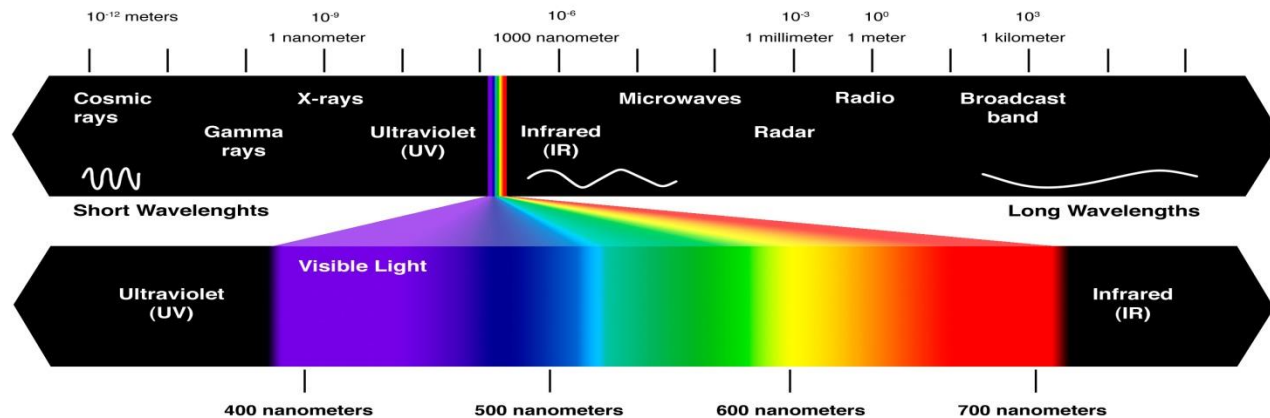 10-12 meters
10-9
1 nanometer
10-6
1000 nanometer
10-3
1 millimeter
100
1 meter
103
1 kilometer
Cosmic
rays
Gamma
rays
X-rays
Ultraviolet
(UV)
Infrared
(IR)
Microwaves
Radar
Radio
Broadcast
band
Short Wavelenghts
Long Wavelengths
Visible Light
Ultraviolet
(UV)
Infrared
(IR)
400 nanometers
500 nanometers
600 nanometers
700 nanometers